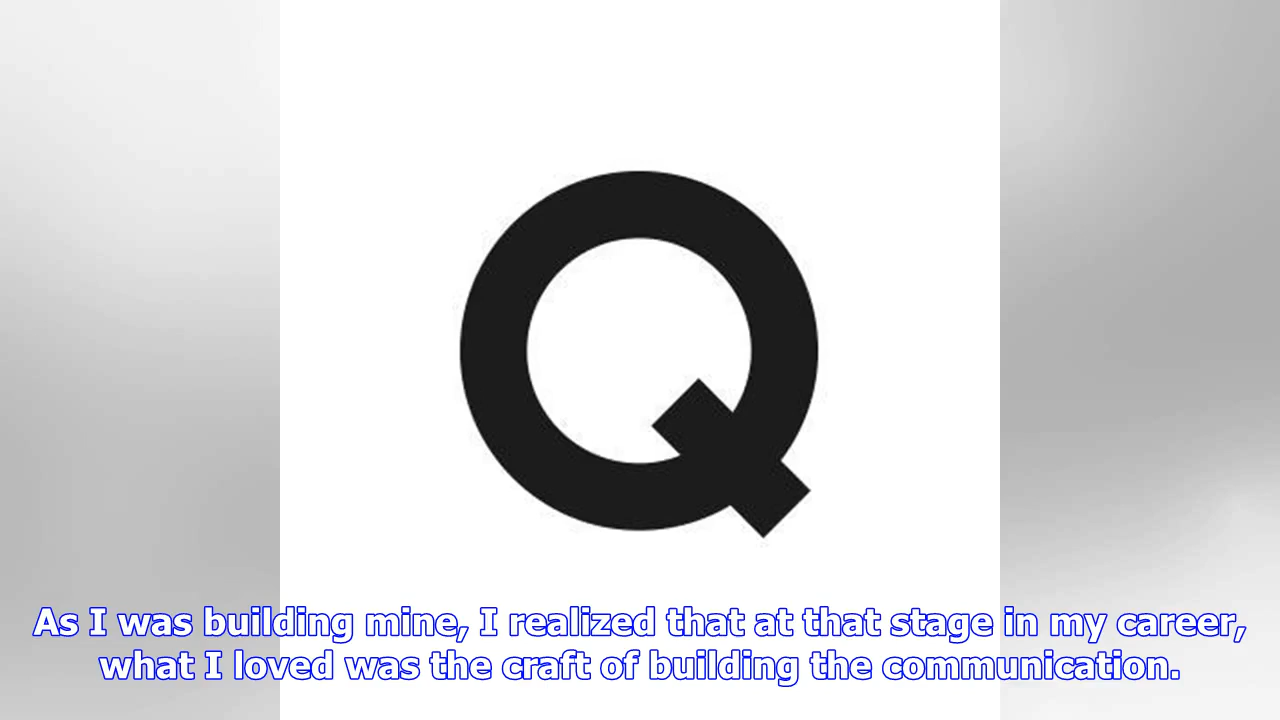 Q
As I was building mine, I realized that at that stage in my career,
what I loved was the craft of building the communication.